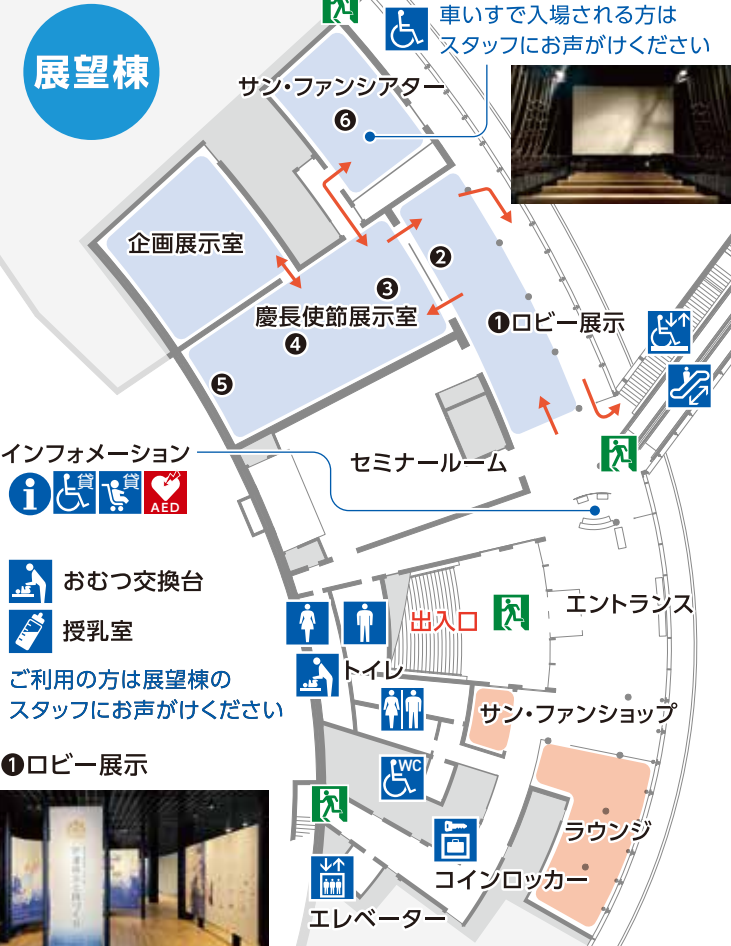 展望棟
車いすで入場される方は
スタッフにお声がけください
サン・ファンシアター
❻
企画展示室
❷
❸
慶長使節展示室
❹
❶ロビー展示
❺
インフォメーション
i
貸
貸
AED
セミナールーム
おむつ交換台
授乳室
エントランス
出入口
トイレ
ご利用の方は展望棟の
スタッフにお声がけください
サン・ファンショップ
❶ロビー展示
WC
ラウンジ
コインロッカー
エレベーター